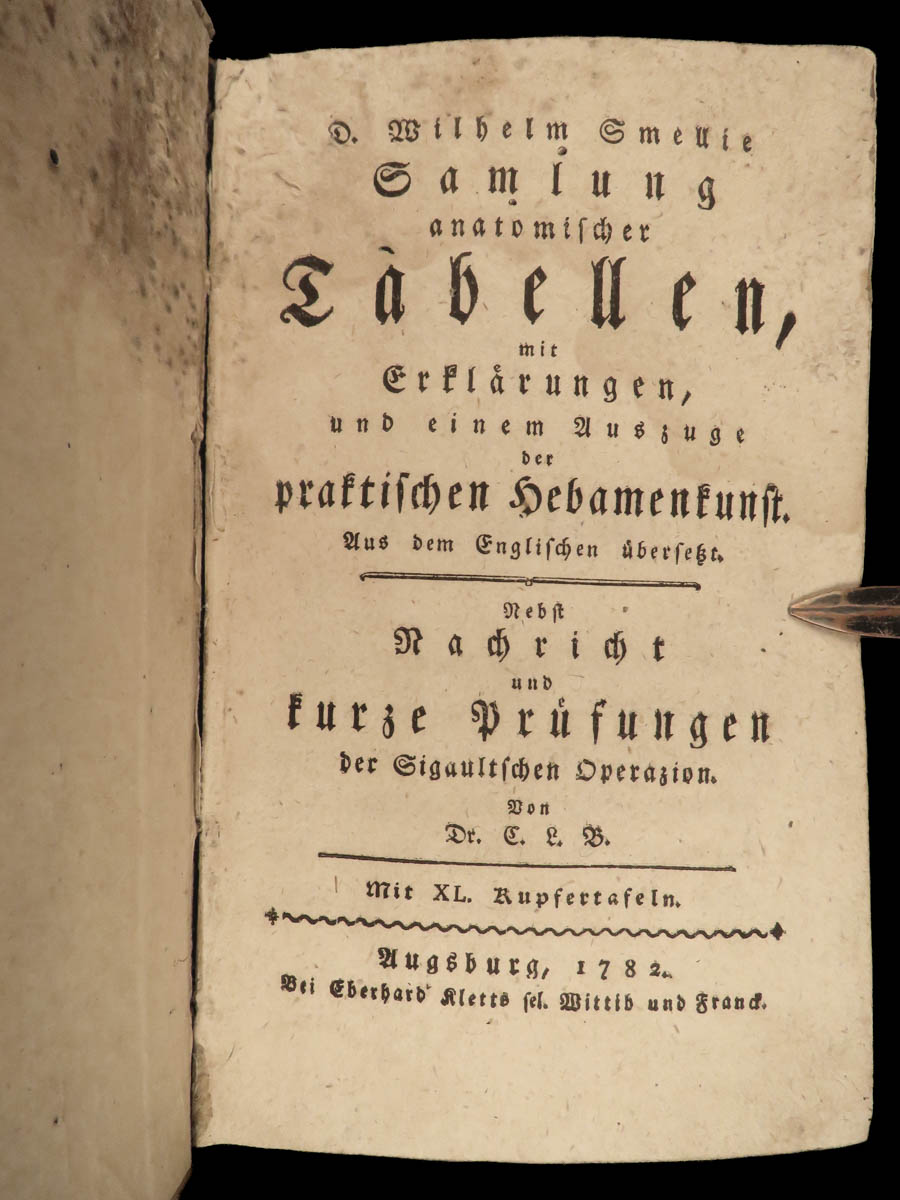 D. Wilhelm Smellie
Samlung
anatomischer
Tabellen,
mit
Erklärungen,
und einem Auszuge
der
praktischen Hebamenkunst.
Aus dem Englischen übersetzt.
Nebst
Nachricht
und
kurze Prüfungen
der Sigaultschen Operazion.
Von
Dr. C. L. B.
Mit XL. Kupfertafeln.
Augsburg, 1782.
Bei Eberhard Kletts sel. Wittib und Franck.